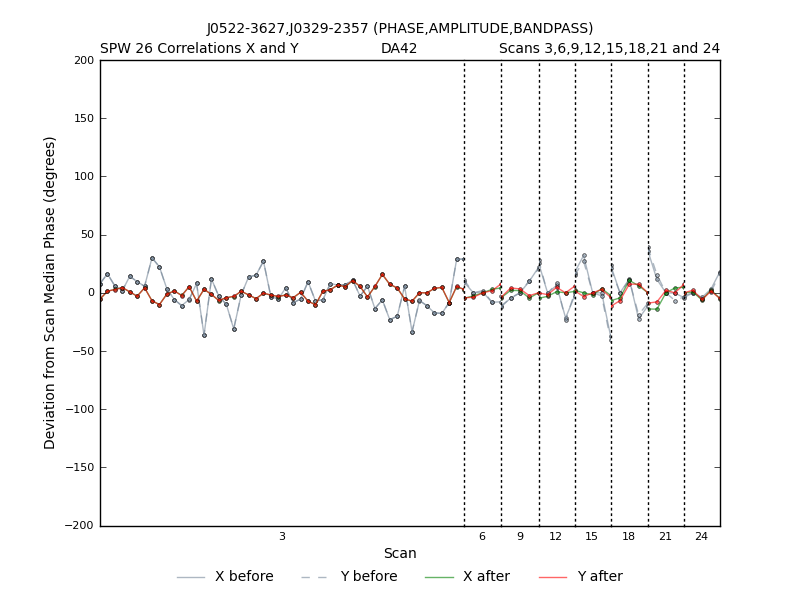 J0522-3627,J0329-2357 (PHASE,AMPLITUDE,BANDPASS)
SPW 26 Correlations X and Y DA42 Scans 3,6,9,12,15,18,21 and 24
200
150
100
50
0
−50
−100
−150
−200
Deviation from Scan Median Phase (degrees)
3 6 9 12 15 18 21 24
Scan
X before Y before X after Y after